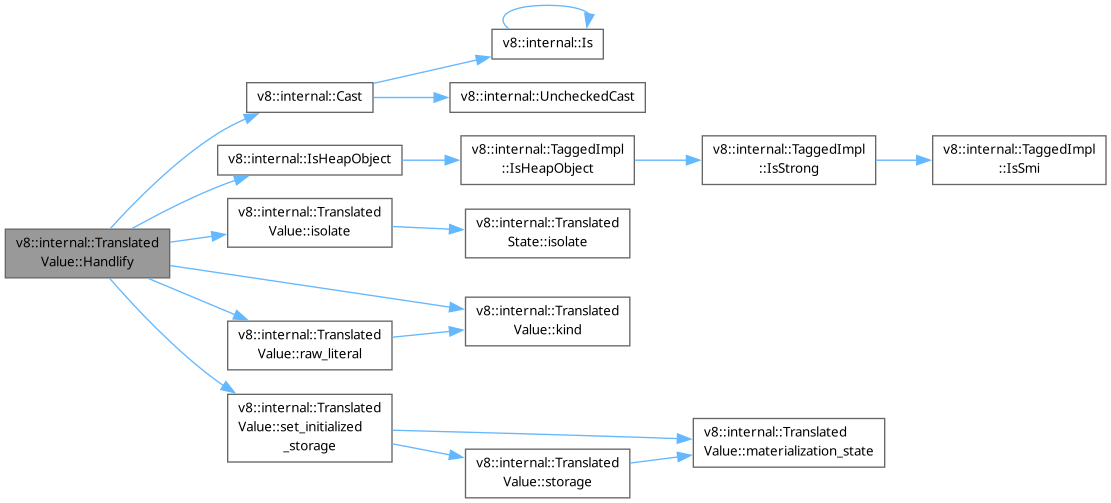 v8::internal::Is
v8::internal::Cast
v8::internal::UncheckedCast
v8::internal::IsHeapObject
v8::internal::TaggedImpl
::IsHeapObject
v8::internal::TaggedImpl
::IsStrong
v8::internal::TaggedImpl
::IsSmi
v8::internal::Translated
Value::Handlify
v8::internal::Translated
Value::isolate
v8::internal::Translated
State::isolate
v8::internal::Translated
Value::kind
v8::internal::Translated
Value::raw_literal
v8::internal::Translated
Value::set_initialized
_storage
v8::internal::Translated
Value::materialization_state
v8::internal::Translated
Value::storage